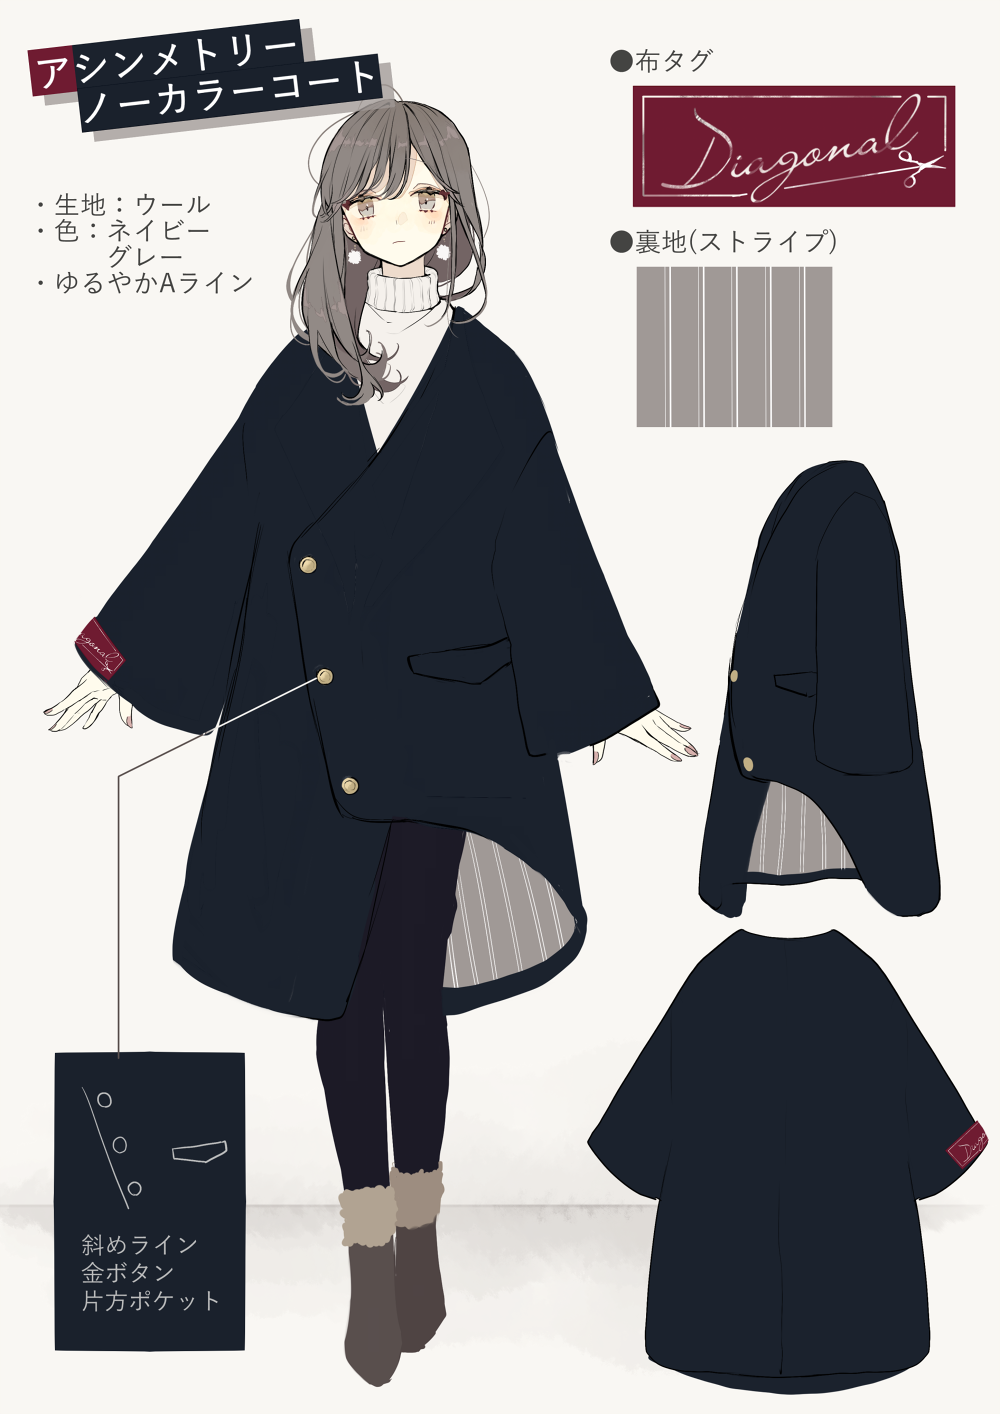 アシンメトリー
ノーカラーコート
・生地：ウール
・色：ネイビー
グレー
・ゆるやかAライン
●布タグ
Diagonal
●裏地(ストライプ)
agonal
斜めライン
金ボタン
片方ポケット